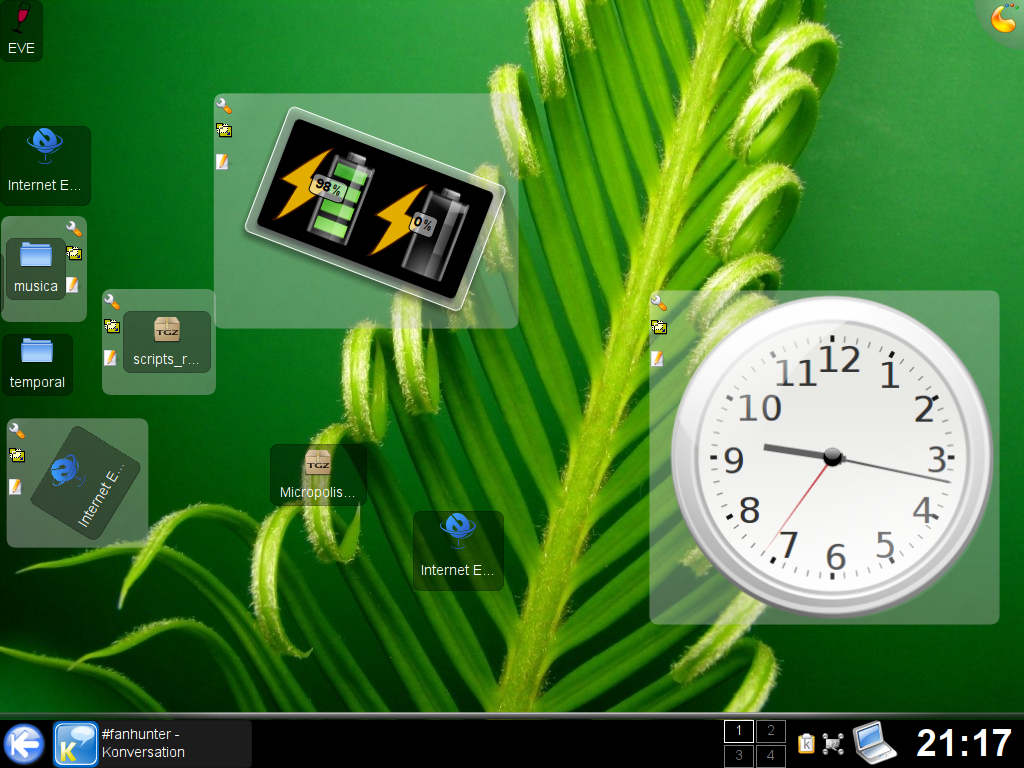 EVE
Internet E...
musica
temporal
TGZ
scripts_r...
Internet E...
98%
0%
TGZ
Micropolis...
Internet E...
12
1
2
3
4
5
6
7
8
9
10
11
#fanhunter -
Konversation
1
2
3
4
21:17